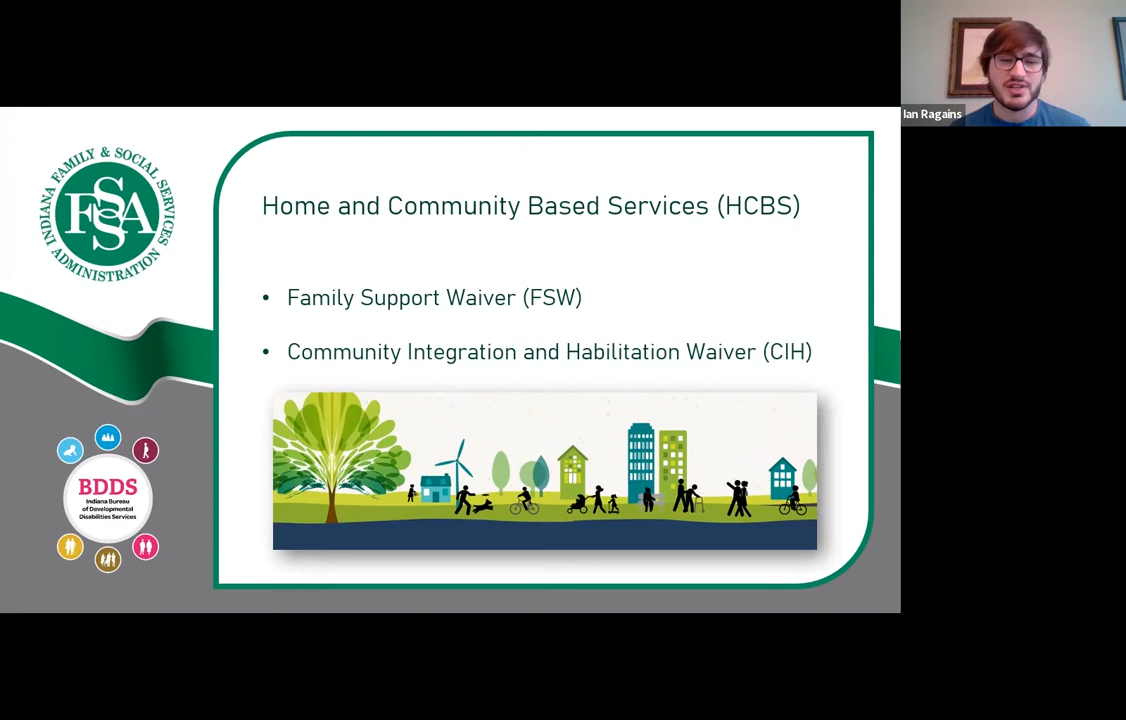 Ian Ragains
INDIANA FAMILY & SOCIAL SERVICES
ADMINISTRATION
FSSA
Home and Community Based Services (HCBS)
• Family Support Waiver (FSW)
• Community Integration and Habilitation Waiver (CIH)
BDDS
Indiana Bureau
of Developmental
Disabilities Services